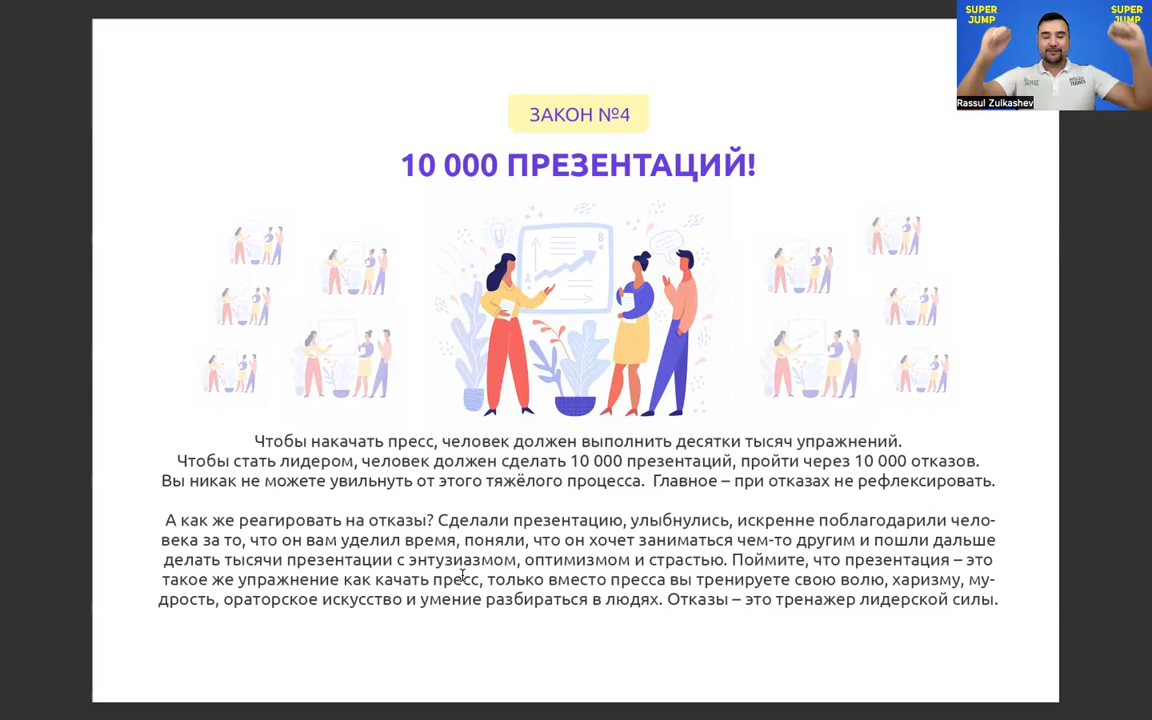 SUPER
JUMP
SUPER
JUMP
Rassul Zulkashev
ЗАКОН №4
10 000 ПРЕЗЕНТАЦИЙ!
Чтобы накачать пресс, человек должен выполнить десятки тысяч упражнений.
Чтобы стать лидером, человек должен сделать 10 000 презентаций, пройти через 10 000 отказов.
Вы никак не можете увильнуть от этого тяжёлого процесса. Главное – при отказах не рефлексировать.
А как же реагировать на отказы? Сделали презентацию, улыбнулись, искренне поблагодарили чело-
века за то, что он вам уделил время, поняли, что он хочет заниматься чем-то другим и пошли дальше
делать тысячи презентации с энтузиазмом, оптимизмом и страстью. Поймите, что презентация – это
такое же упражнение как качать пресс, только вместо пресса вы тренируете свою волю, харизму, му-
дрость, ораторское искусство и умение разбираться в людях. Отказы – это тренажер лидерской силы.